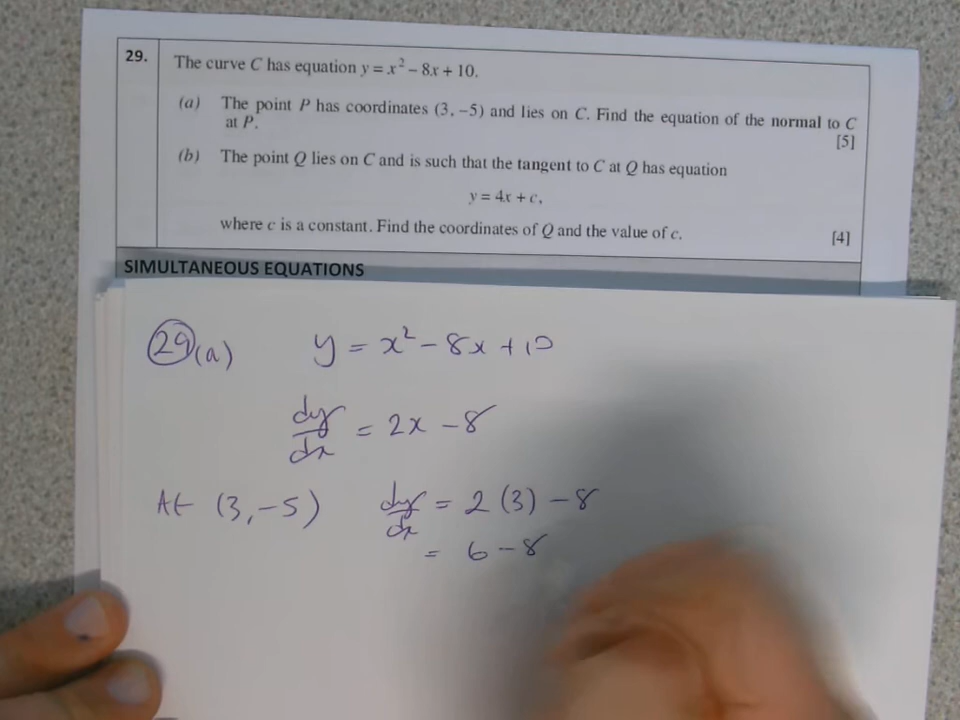 29. The curve C has equation y = x² – 8x + 10.
(a) The point P has coordinates (3, –5) and lies on C. Find the equation of the normal to C
at P. [5]
(b) The point Q lies on C and is such that the tangent to C at Q has equation
y = 4x + c,
where c is a constant. Find the coordinates of Q and the value of c. [4]
SIMULTANEOUS EQUATIONS
29 (a) y = x² – 8x + 10
dy/dx = 2x – 8
At (3, –5) dy/dx = 2 (3) – 8
= 6 – 8